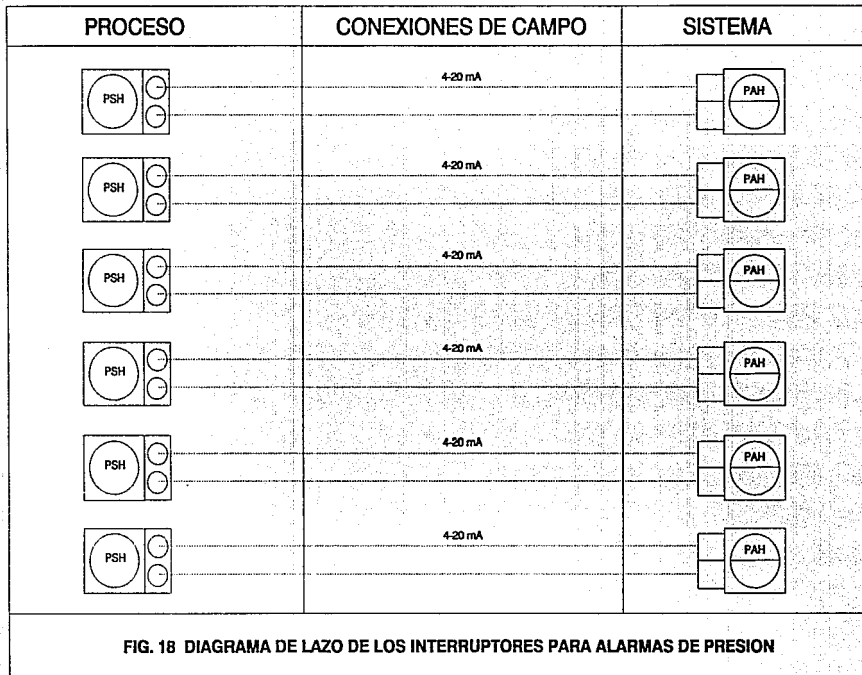 PROCESO CONEXIONES DE CAMPO SISTEMA
PSH 4-20 mA PAH
PSH 4-20 mA PAH
PSH 4-20 mA PAH
PSH 4-20 mA PAH
PSH 4-20 mA PAH
PSH 4-20 mA PAH
FIG. 18 DIAGRAMA DE LAZO DE LOS INTERRUPTORES PARA ALARMAS DE PRESION